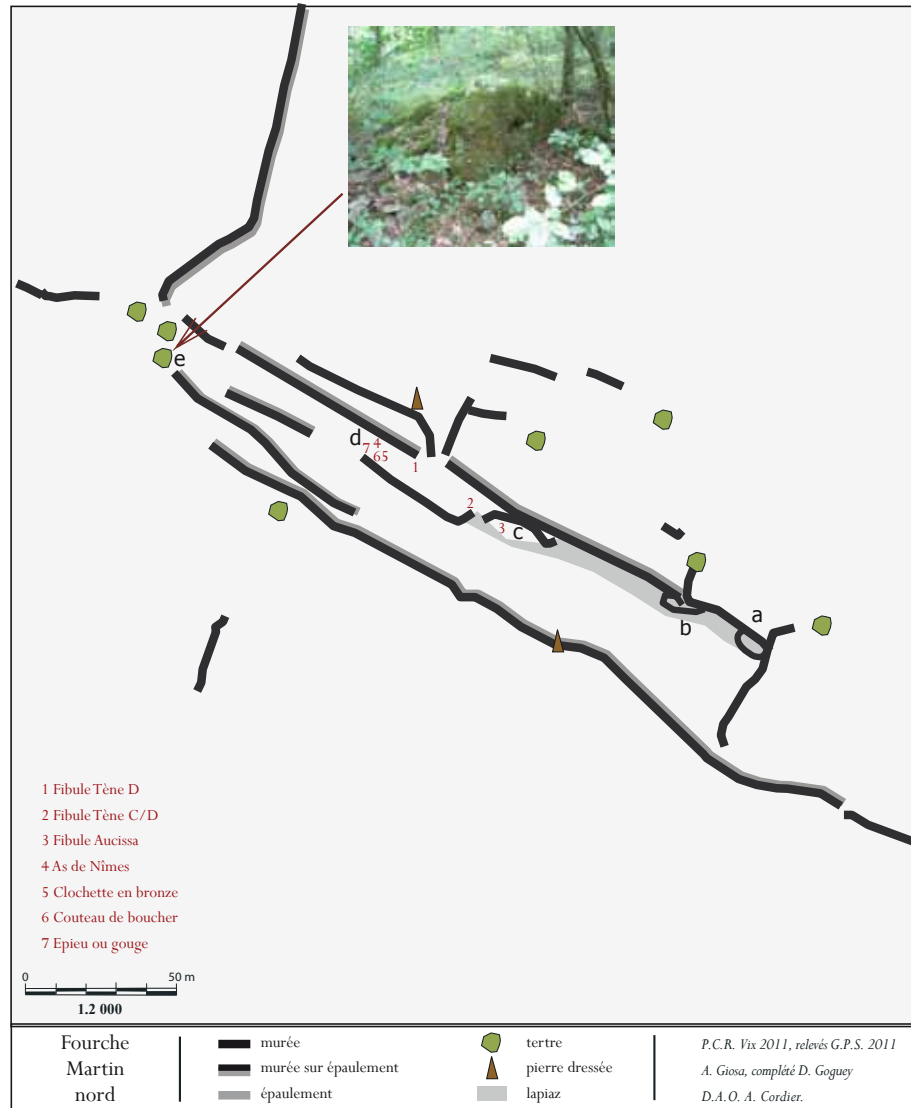 e
d
7 4
65
1
2
3
c
a
b
1 Fibule Tène D
2 Fibule Tène C/D
3 Fibule Aucissa
4 As de Nîmes
5 Clochette en bronze
6 Couteau de boucher
7 Epieu ou gouge
0 50 m
1.2 000
Fourche
Martin
nord
murée
murée sur épaulement
épaulement
tertre
pierre dressée
lapiaz
P.C.R. Vix 2011, relevés G.P.S. 2011
A. Giosa, complété D. Goguey
D.A.O. A. Cordier.